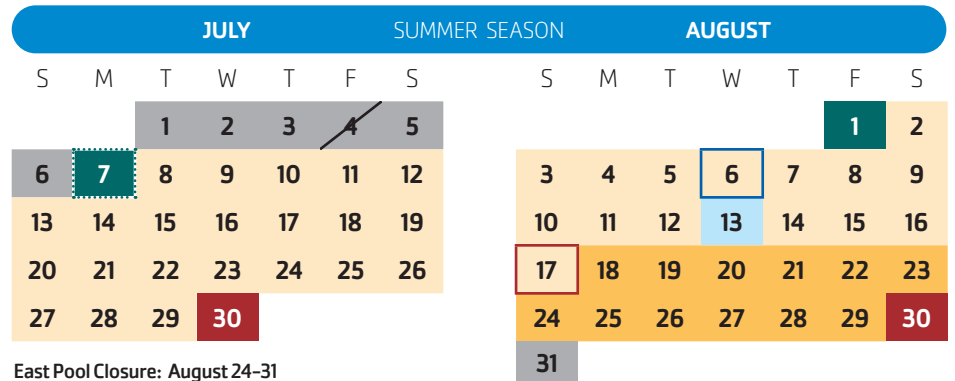 JULY SUMMER SEASON AUGUST
S M T W T F S S M T W T F S
1 2 3 4 5 1 2
6 7 8 9 10 11 12 3 4 5 6 7 8 9
13 14 15 16 17 18 19 10 11 12 13 14 15 16
20 21 22 23 24 25 26 17 18 19 20 21 22 23
27 28 29 30 24 25 26 27 28 29 30
31
East Pool Closure: August 24–31